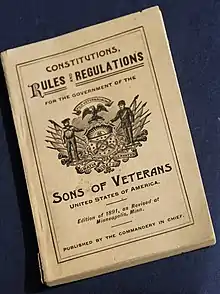 CONSTITUTIONS,
RULES AND REGULATIONS
FOR THE GOVERNMENT OF THE
SONS OF VETERANS
UNITED STATES OF AMERICA.
Edition of 1891, as Revised at
Minneapolis, Minn.
PUBLISHED BY THE COMMANDERY IN CHIEF.